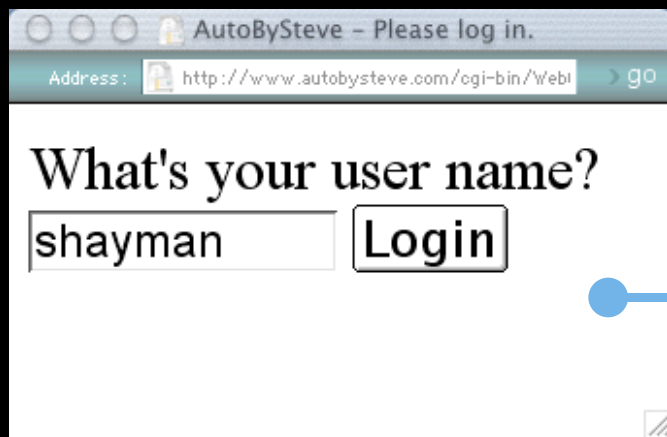 AutoBySteve – Please log in.
Address: http://www.autobysteve.com/cgi-bin/Web go
What's your user name?
shayman Login